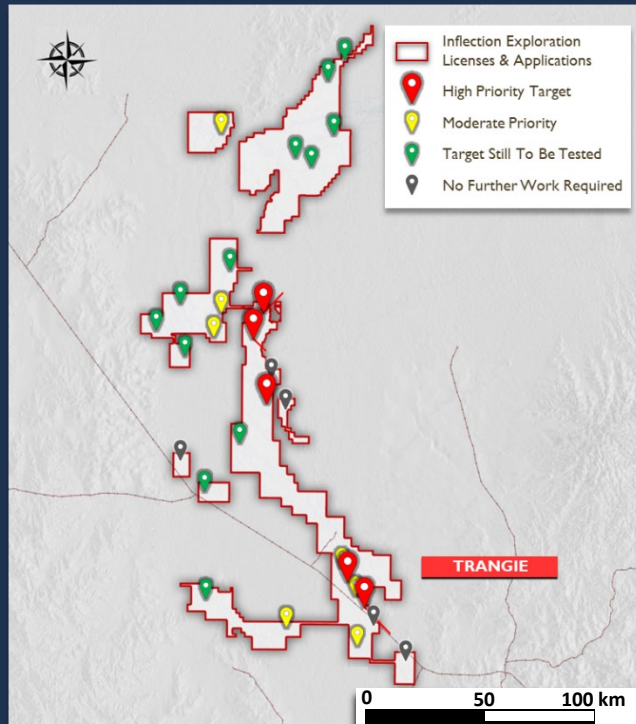 Inflection Exploration
Licenses & Applications
High Priority Target
Moderate Priority
Target Still To Be Tested
No Further Work Required
TRANGIE
0 50 100 km